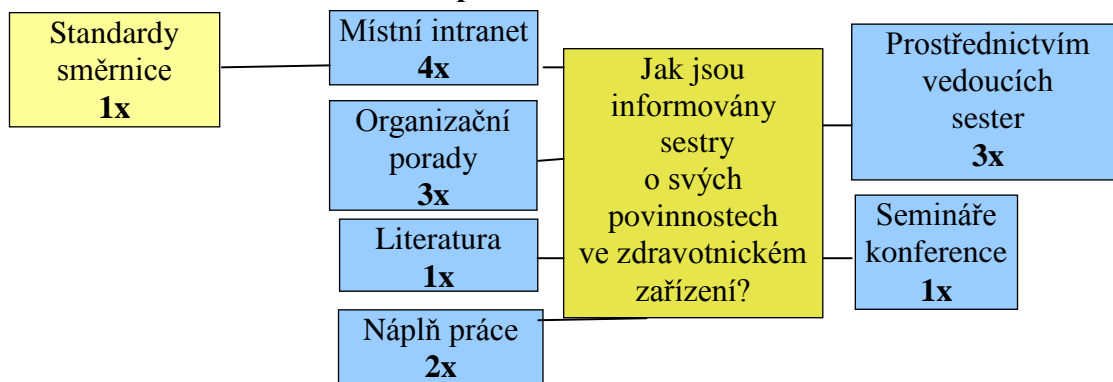 Standardy
směrnice
1x
Místní intranet
4x
Organizační
porady
3x
Literatura
1x
Náplň práce
2x
Jak jsou
informovány
sestry
o svých
povinnostech
ve zdravotnickém
zařízení?
Prostřednictvím
vedoucích
sester
3x
Semináře
konference
1x